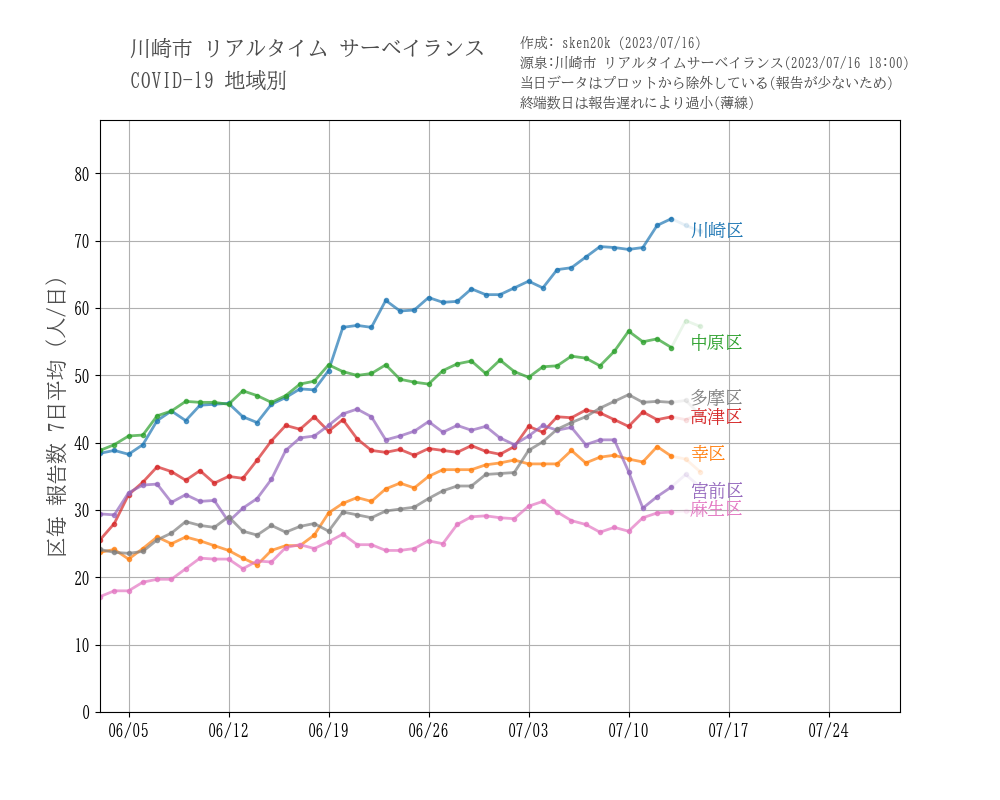 川崎市 リアルタイム サーベイランス
COVID-19 地域別
作成: sken20k (2023/07/16)
源泉:川崎市 リアルタイムサーベイランス(2023/07/16 18:00)
当日データはプロットから除外している(報告が少ないため)
終端数日は報告遅れにより過小(薄線)
区毎 報告数 7日平均 (人/日)
80
70
60
50
40
30
20
10
0
川崎区
中原区
多摩区
高津区
幸区
宮前区
麻生区
06/05
06/12
06/19
06/26
07/03
07/10
07/17
07/24